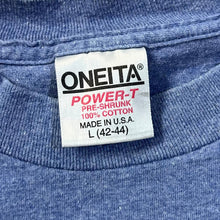 ONEITA®
POWER-T
PRE-SHRUNK
100% COTTON
MADE IN U.S.A.
L (42-44)